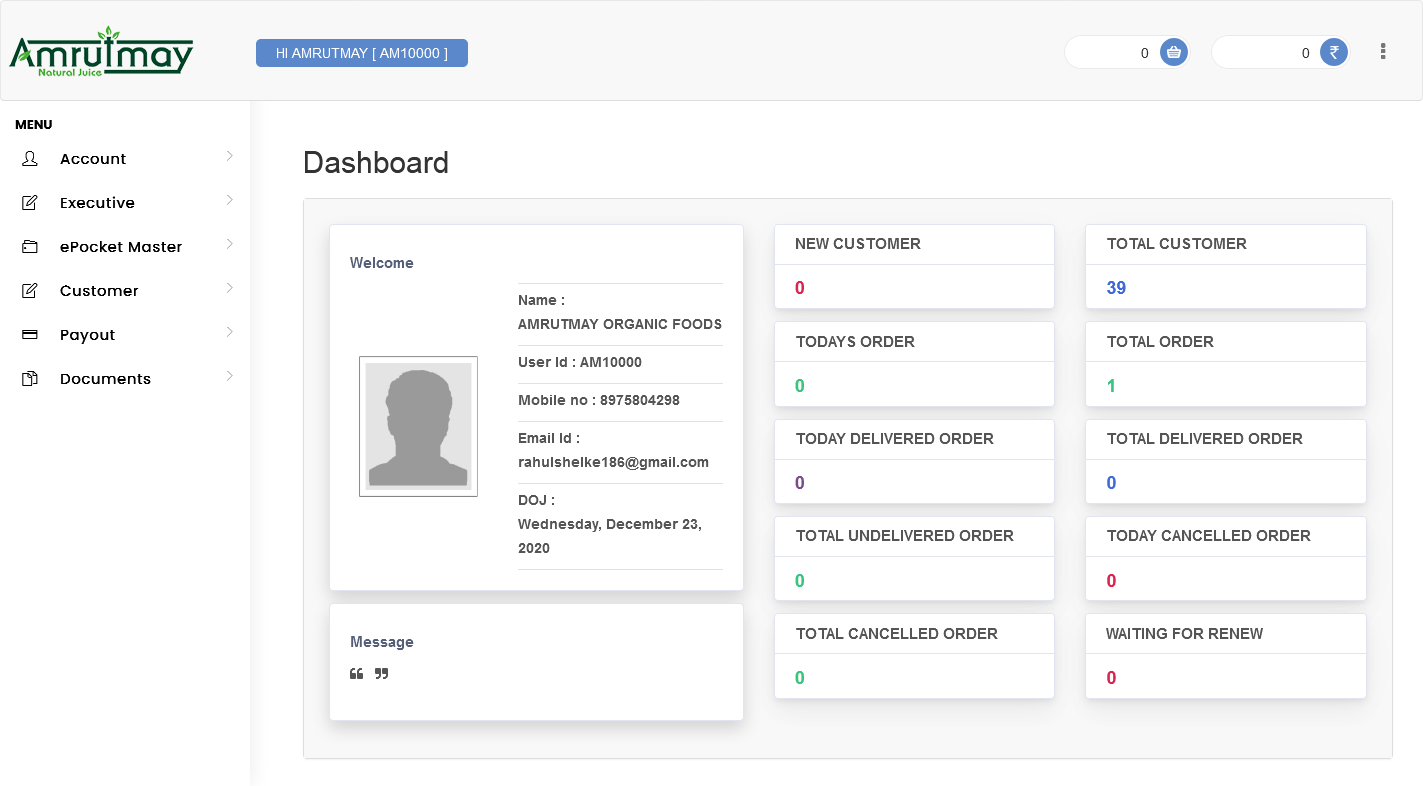 Amrutmay
Natural Juice
HI AMRUTMAY [ AM10000 ]
0
0
MENU
Account
Executive
ePocket Master
Customer
Payout
Documents
Dashboard
Welcome
Name :
AMRUTMAY ORGANIC FOODS
User Id : AM10000
Mobile no : 8975804298
Email Id :
rahulshelke186@gmail.com
DOJ :
Wednesday, December 23,
2020
Message
❝ ❞
NEW CUSTOMER
0
TOTAL CUSTOMER
39
TODAYS ORDER
0
TOTAL ORDER
1
TODAY DELIVERED ORDER
0
TOTAL DELIVERED ORDER
0
TOTAL UNDELIVERED ORDER
0
TODAY CANCELLED ORDER
0
TOTAL CANCELLED ORDER
0
WAITING FOR RENEW
0